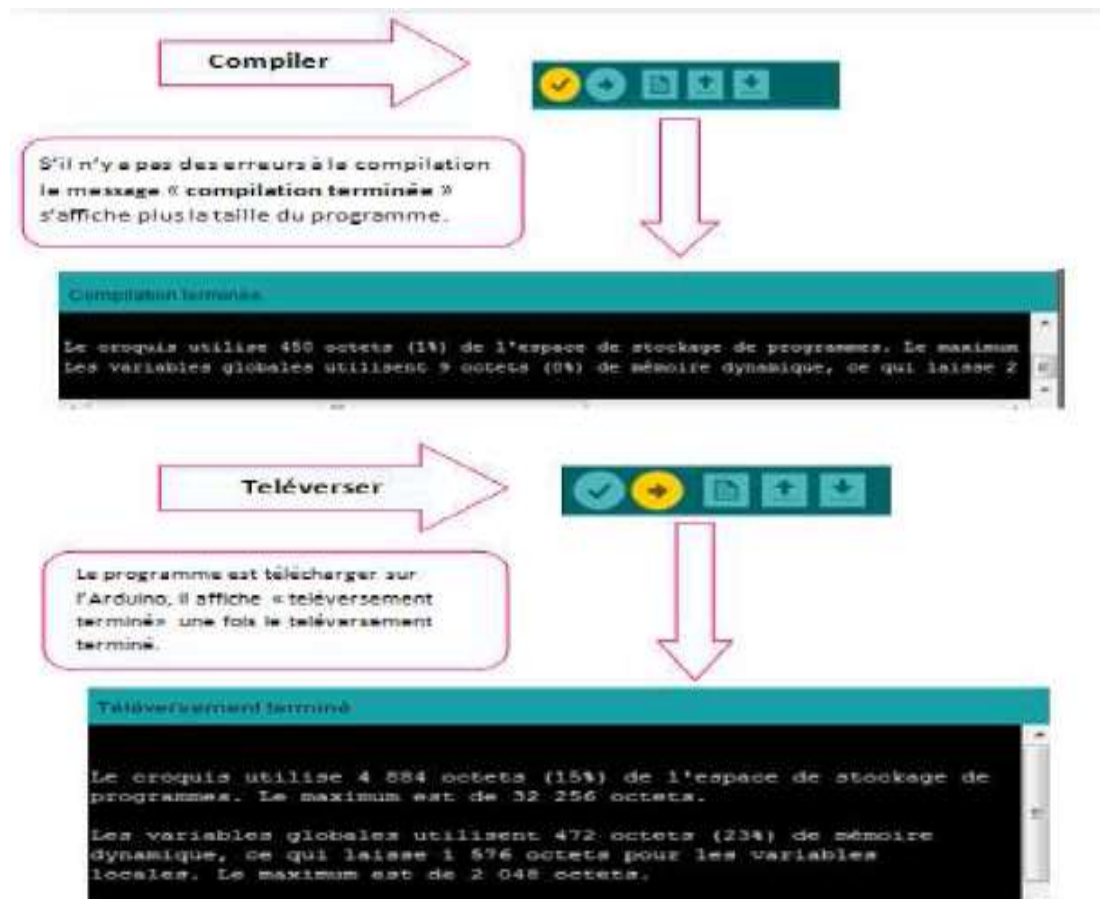 Compiler
S'il n'y a pas des erreurs à la compilation
le message « compilation terminée »
s'affiche plus la taille du programme.
Compilation terminée.
Le croquis utilise 450 octets (1%) de l'espace de stockage de programmes. Le maximum
Les variables globales utilisent 9 octets (0%) de mémoire dynamique, ce qui laisse 2
Teléverser
Le programme est télécharger sur
l'Arduino, il affiche « teléversement
terminé» une fois le teléversement
terminé.
Téléversement terminé
Le croquis utilise 4 884 octets (15%) de l'espace de stockage de
programmes. Le maximum est de 32 256 octets.
Les variables globales utilisent 472 octets (23%) de mémoire
dynamique, ce qui laisse 1 576 octets pour les variables
locales. Le maximum est de 2 048 octets.